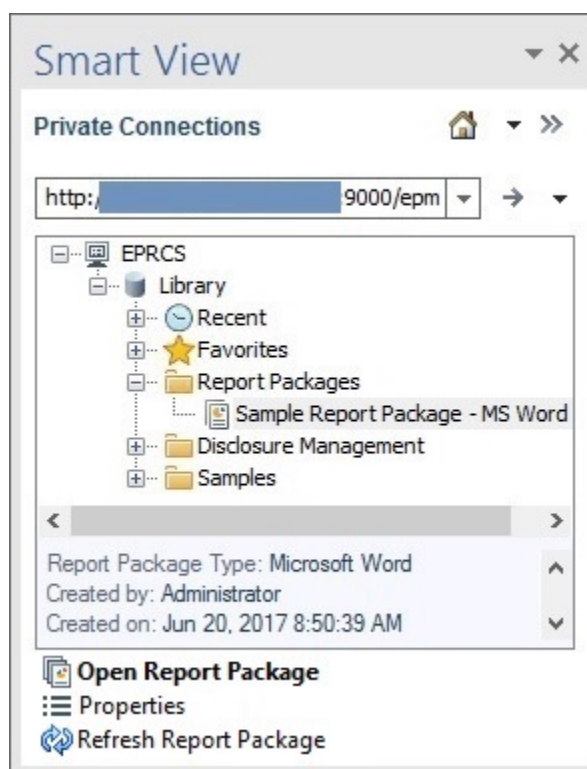 Smart View
Private Connections
http:/ :9000/epm
EPRCS
Library
Recent
Favorites
Report Packages
Sample Report Package - MS Word
Disclosure Management
Samples
Report Package Type: Microsoft Word
Created by: Administrator
Created on: Jun 20, 2017 8:50:39 AM
Open Report Package
Properties
Refresh Report Package